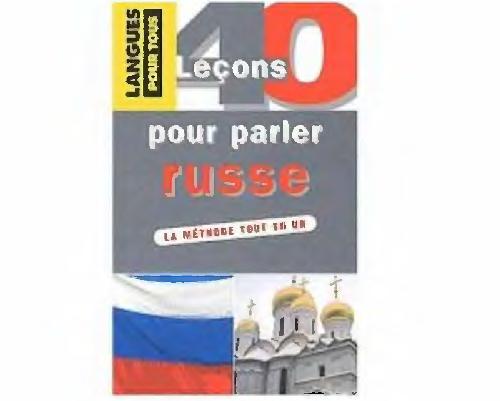 LANGUES
POUR TOUS
40
Leçons
pour parler
russe
LA MÉTHODE TOUT EN UN